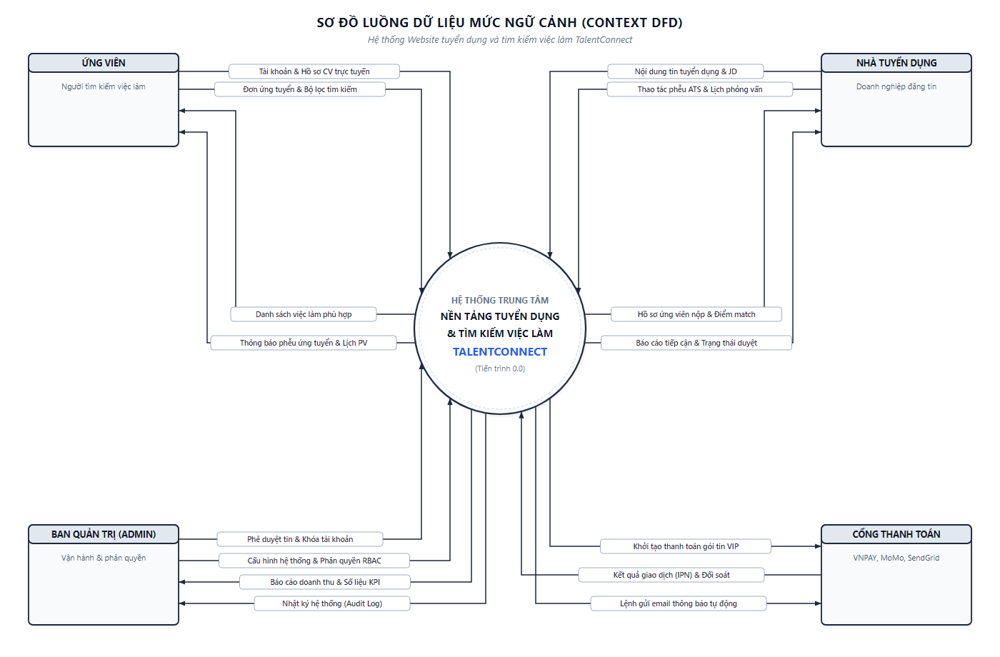 SƠ ĐỒ LUỒNG DỮ LIỆU MỨC NGỮ CẢNH (CONTEXT DFD)
Hệ thống Website tuyển dụng và tìm kiếm việc làm TalentConnect
ỨNG VIÊN
Người tìm kiếm việc làm
Tài khoản & Hồ sơ CV trực tuyến
Đơn ứng tuyển & Bộ lọc tìm kiếm
Nội dung tin tuyển dụng & JD
Thao tác phễu ATS & Lịch phỏng vấn
NHÀ TUYỂN DỤNG
Doanh nghiệp đăng tin
Danh sách việc làm phù hợp
Thông báo phễu ứng tuyển & Lịch PV
HỆ THỐNG TRUNG TÂM
NỀN TẢNG TUYỂN DỤNG
& TÌM KIẾM VIỆC LÀM
TALENTCONNECT
(Tiến trình 0.0)
Hồ sơ ứng viên nộp & Điểm match
Báo cáo tiếp cận & Trạng thái duyệt
BAN QUẢN TRỊ (ADMIN)
Vận hành & phân quyền
Phê duyệt tin & Khóa tài khoản
Cấu hình hệ thống & Phân quyền RBAC
Báo cáo doanh thu & Số liệu KPI
Nhật ký hệ thống (Audit Log)
Khởi tạo thanh toán gói tin VIP
Kết quả giao dịch (IPN) & Đối soát
Lệnh gửi email thông báo tự động
CỔNG THANH TOÁN
VNPAY, MoMo, SendGrid